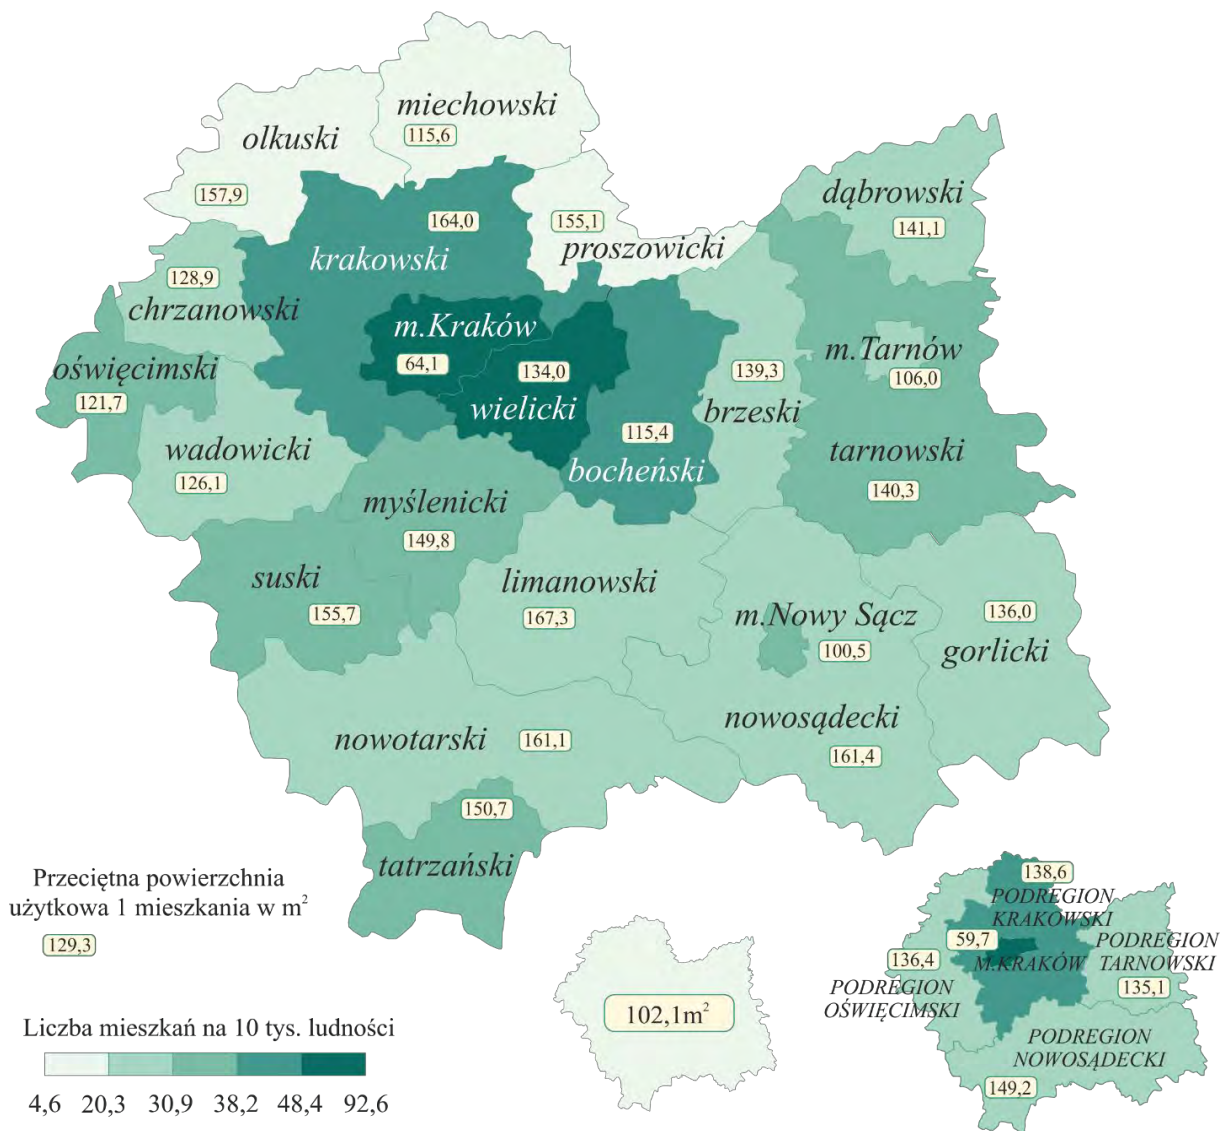 miechowski
115,6
olkuski
157,9
dąbrowski
141,1
164,0
krakowski
155,1
proszowicki
128,9
chrzanowski
m.Kraków
64,1
134,0
wielicki
139,3
brzeski
m.Tarnów
106,0
oświęcimski
121,7
115,4
bocheński
tarnowski
140,3
wadowicki
126,1
myślenicki
149,8
suski
155,7
limanowski
167,3
m.Nowy Sącz
100,5
136,0
gorlicki
nowotarski
161,1
nowosądecki
161,4
150,7
tatrzański
Przeciętna powierzchnia
użytkowa 1 mieszkania w m²
129,3
Liczba mieszkań na 10 tys. ludności
4,6 20,3 30,9 38,2 48,4 92,6
102,1m²
138,6
PODREGION
KRAKOWSKI
59,7
M.KRAKÓW
PODREGION
TARNOWSKI
135,1
136,4
PODREGION
OŚWIĘCIMSKI
PODREGION
NOWOSĄDECKI
149,2